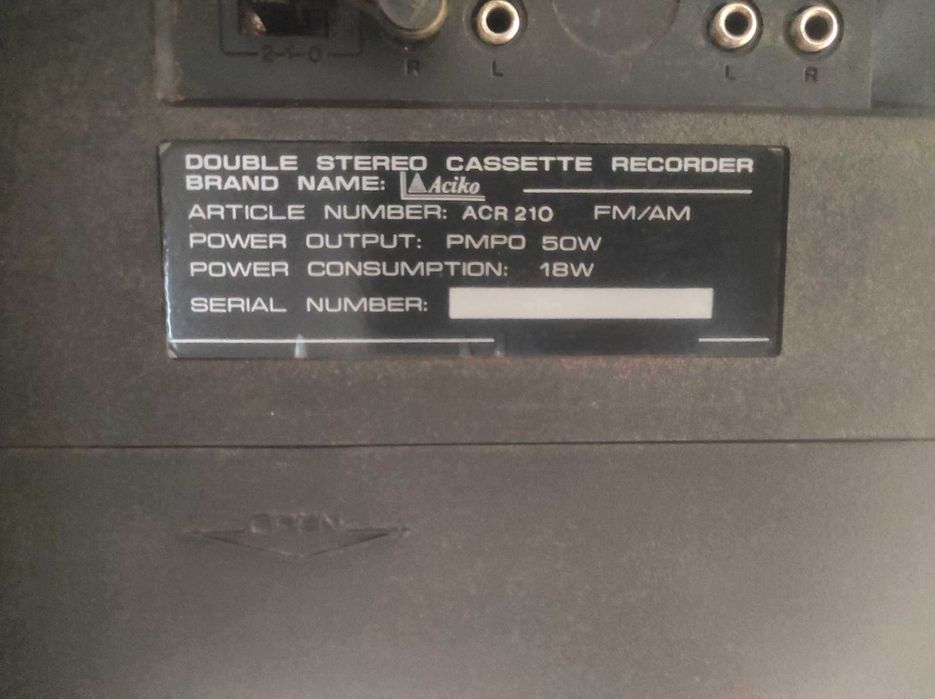 2-1-0
R L L R
DOUBLE STEREO CASSETTE RECORDER
BRAND NAME: Aciko
ARTICLE NUMBER: ACR 210 FM/AM
POWER OUTPUT: PMPO 50W
POWER CONSUMPTION: 18W
SERIAL NUMBER:
OPEN